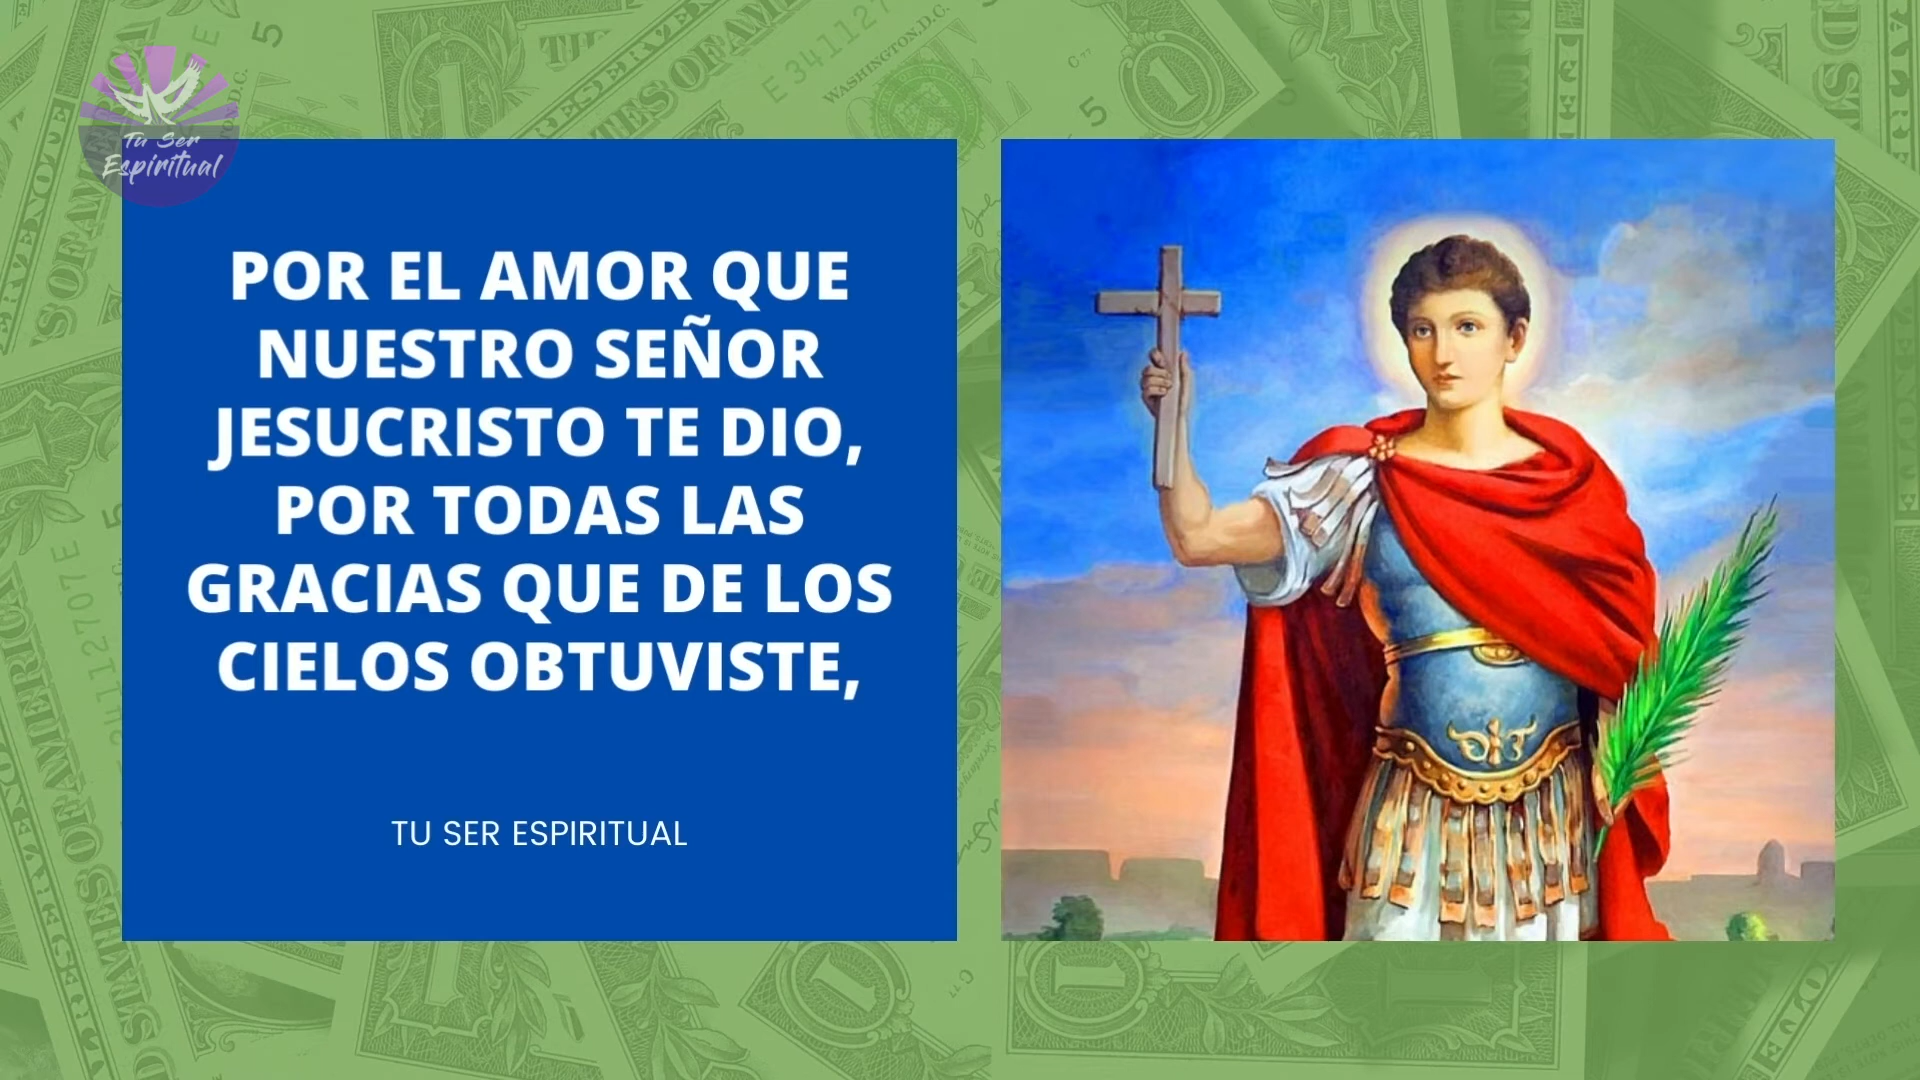 Tu Ser
Espiritual
POR EL AMOR QUE
NUESTRO SEÑOR
JESUCRISTO TE DIO,
POR TODAS LAS
GRACIAS QUE DE LOS
CIELOS OBTUVISTE,
TU SER ESPIRITUAL
WASHINGTON, D.C.